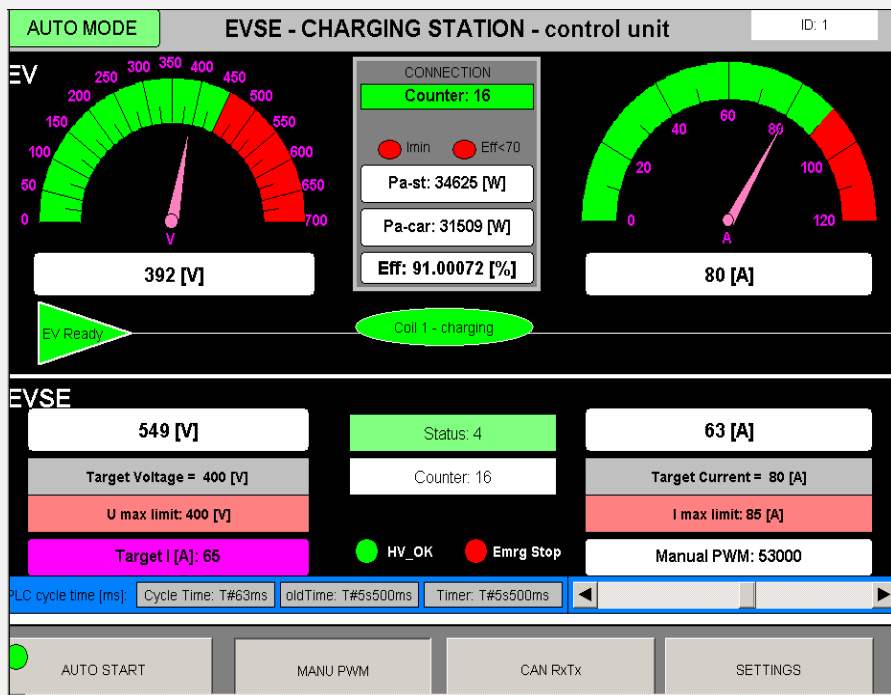 AUTO MODE
EVSE - CHARGING STATION - control unit
ID: 1
EV
0
50
100
150
200
250
300
350
400
450
500
550
600
650
700
V
392 [V]
CONNECTION
Counter: 16
Imin
Eff<70
Pa-st: 34625 [W]
Pa-car: 31509 [W]
Eff: 91.00072 [%]
0
20
40
60
80
100
120
A
80 [A]
EV Ready
Coil 1 - charging
EVSE
549 [V]
Status: 4
63 [A]
Target Voltage = 400 [V]
Counter: 16
Target Current = 80 [A]
U max limit: 400 [V]
I max limit: 85 [A]
Target I [A]: 65
HV_OK
Emrg Stop
Manual PWM: 53000
PLC cycle time [ms]:
Cycle Time: T#63ms
oldTime: T#5s500ms
Timer: T#5s500ms
AUTO START
MANU PWM
CAN RxTx
SETTINGS